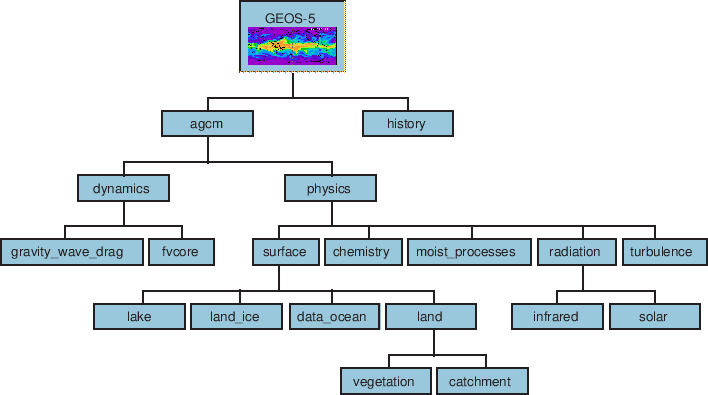 GEOS-5
agcm
history
dynamics
physics
gravity_wave_drag
fvcore
surface
chemistry
moist_processes
radiation
turbulence
lake
land_ice
data_ocean
land
infrared
solar
vegetation
catchment